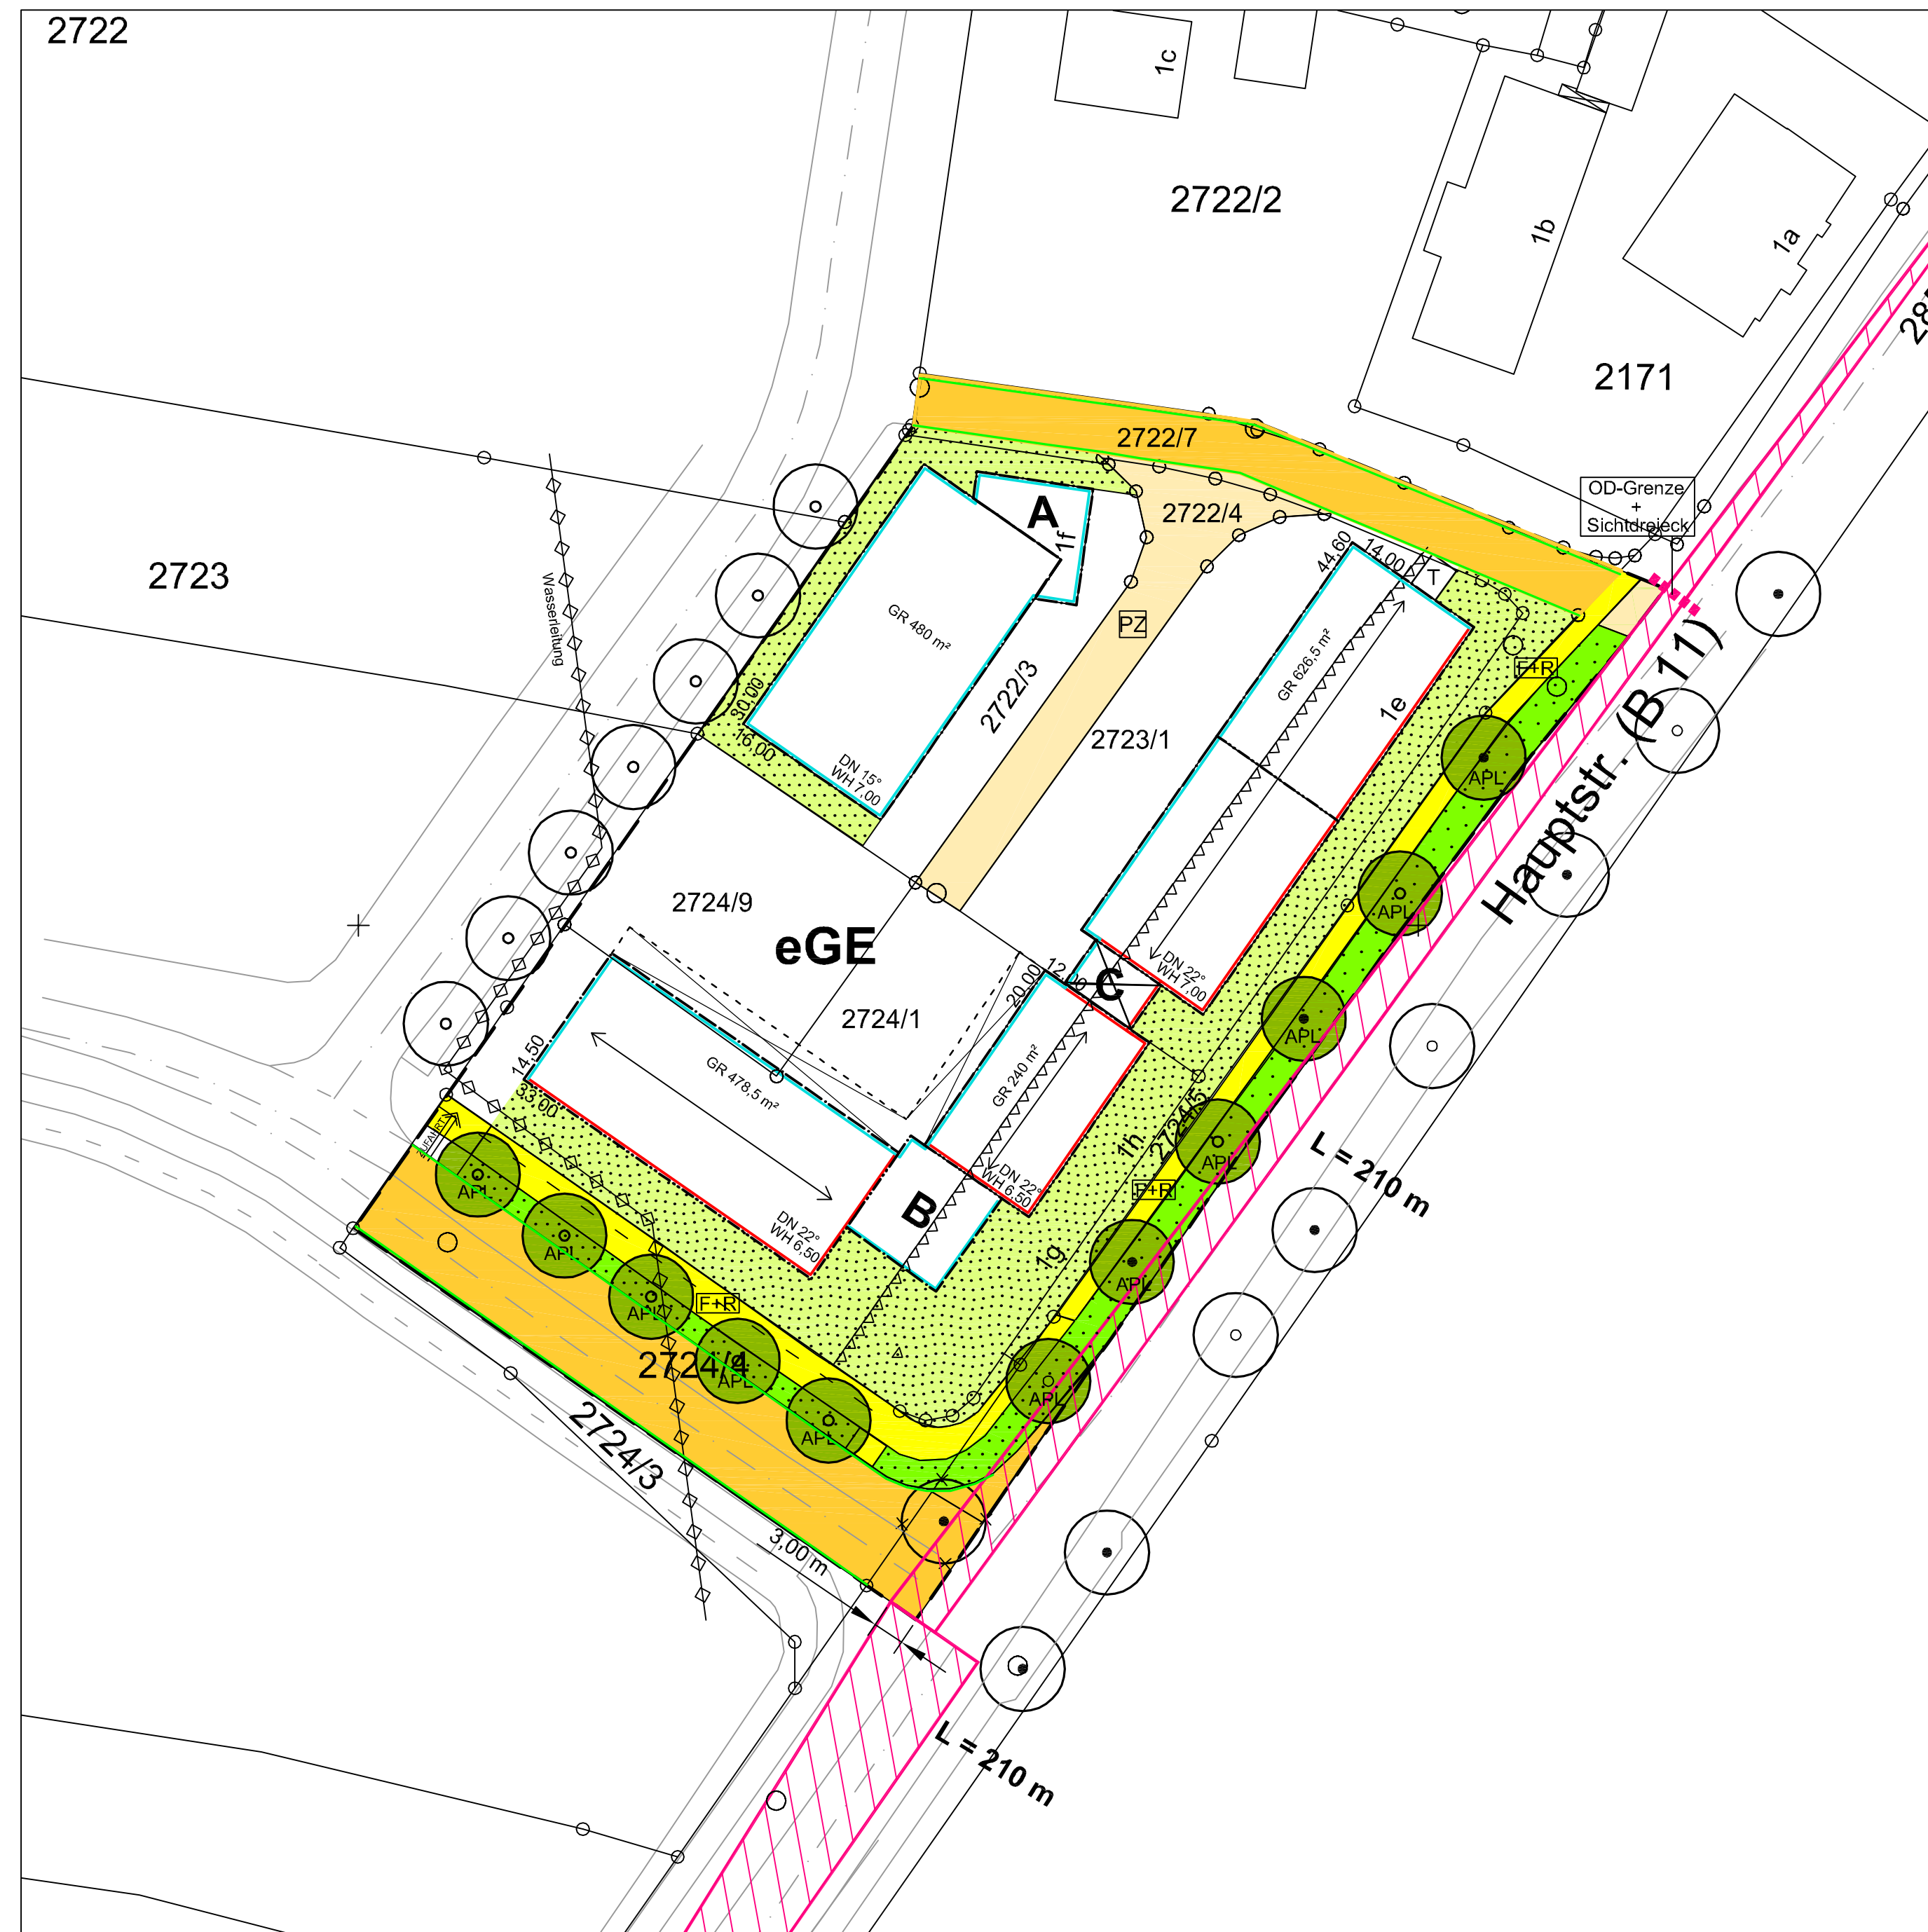 2722
1c
2722/2
1b
1a
2171
2723
Wasserleitung
2722/7
2722/4
OD-Grenze
+
Sichtdreieck
A
1f
GR 480 m²
30,00
16,00
DN 15°
WH 7,00
2722/3
PZ
2723/1
44,60
14,00
T
GR 626,5 m²
1e
F+R
DN 22°
WH 7,00
Hauptstr. (B 11)
APL
APL
APL
APL
APL
APL
2724/9
eGE
2724/1
20,00
12,00
C
GR 240 m²
DN 22°
WH 6,50
14,50
33,00
GR 478,5 m²
DN 22°
WH 6,50
B
1h
2724/5
F+R
1g
L = 210 m
APL
APL
APL
APL
APL
F+R
2724/4
2724/3
3,00 m
L = 210 m